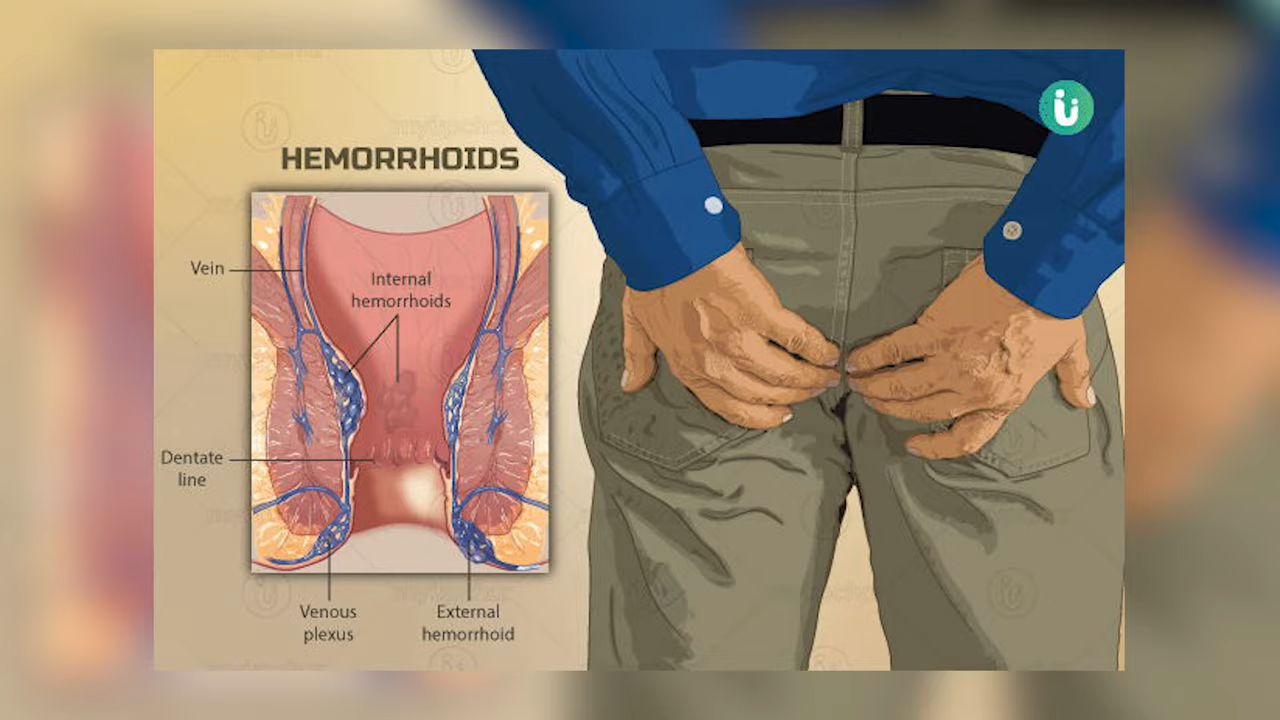 HEMORRHOIDS
Vein
Internal
hemorrhoids
Dentate
line
Venous
plexus
External
hemorrhoid